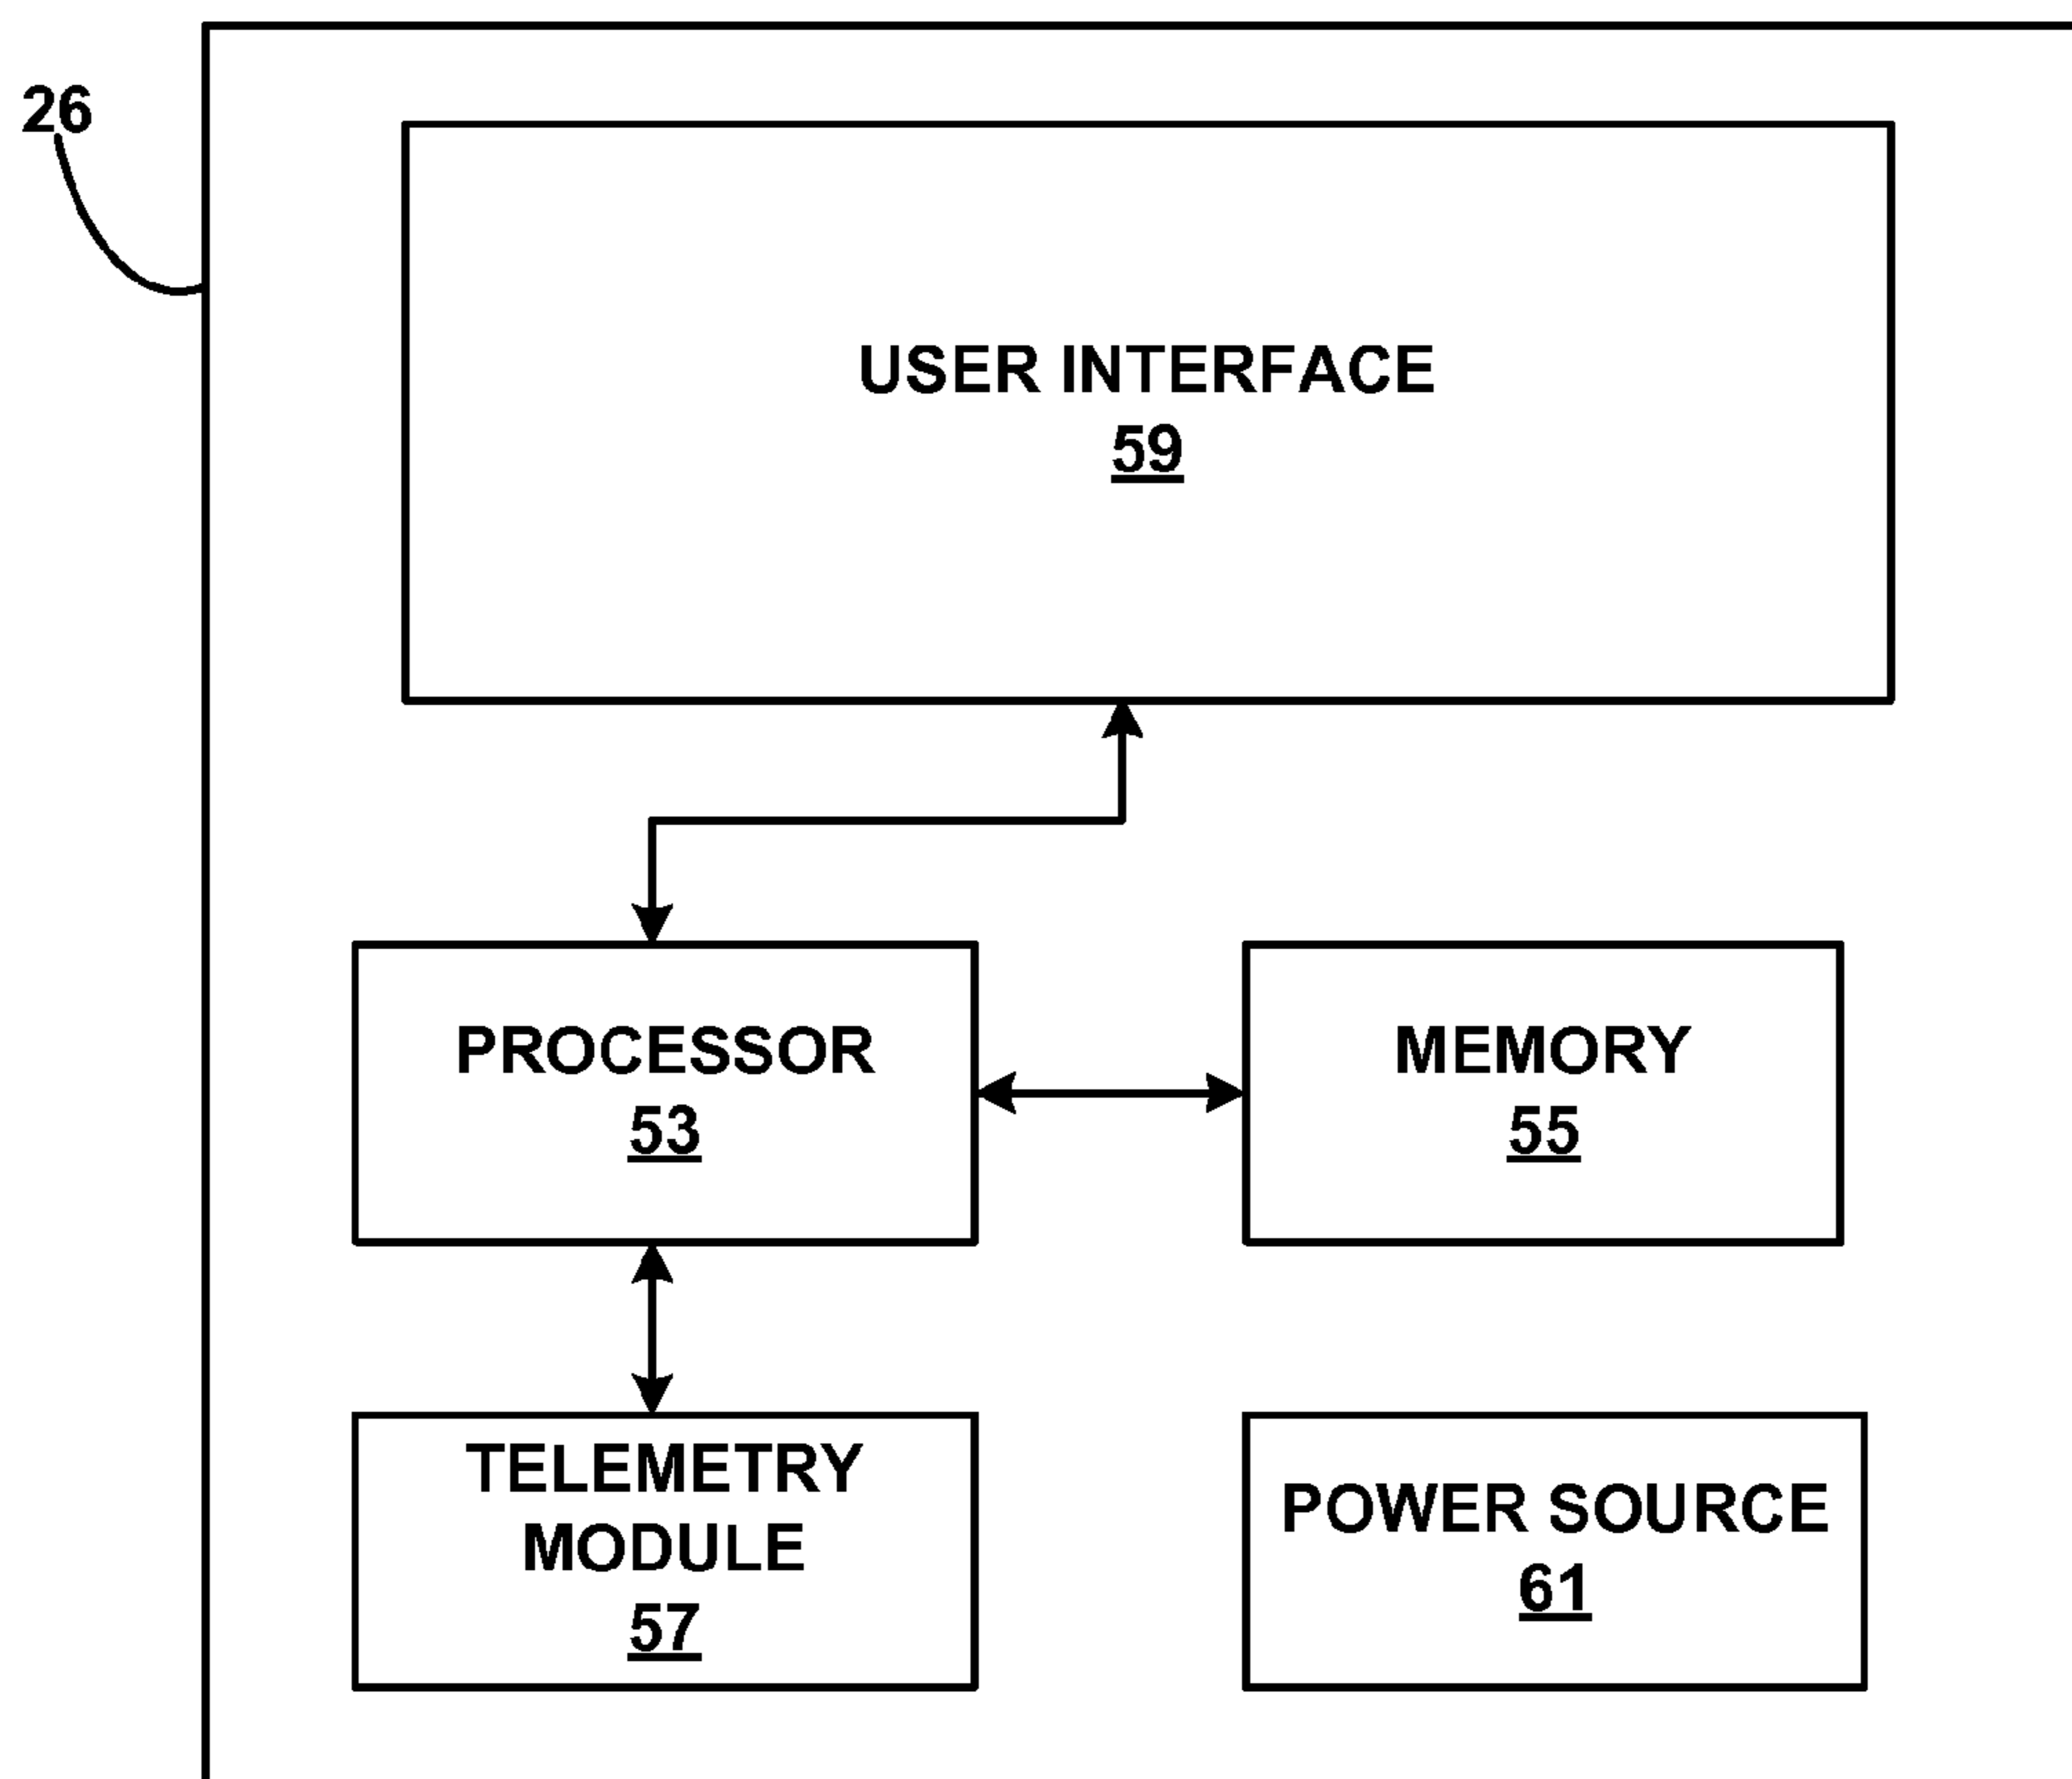 26
USER INTERFACE
59
PROCESSOR
53
MEMORY
55
TELEMETRY
MODULE
57
POWER SOURCE
61